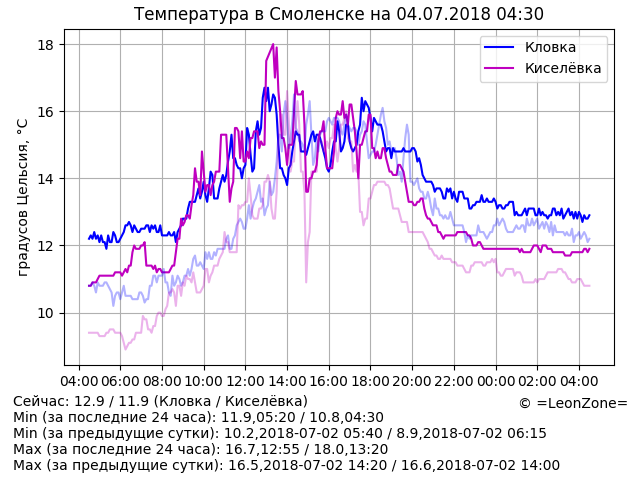 Температура в Смоленске на 04.07.2018 04:30
Кловка
Киселёвка
градусов Цельсия, °C
18
16
14
12
10
04:00 06:00 08:00 10:00 12:00 14:00 16:00 18:00 20:00 22:00 00:00 02:00 04:00
Сейчас: 12.9 / 11.9 (Кловка / Киселёвка)
© =LeonZone=
Min (за последние 24 часа): 11.9,05:20 / 10.8,04:30
Min (за предыдущие сутки): 10.2,2018-07-02 05:40 / 8.9,2018-07-02 06:15
Max (за последние 24 часа): 16.7,12:55 / 18.0,13:20
Max (за предыдущие сутки): 16.5,2018-07-02 14:20 / 16.6,2018-07-02 14:00